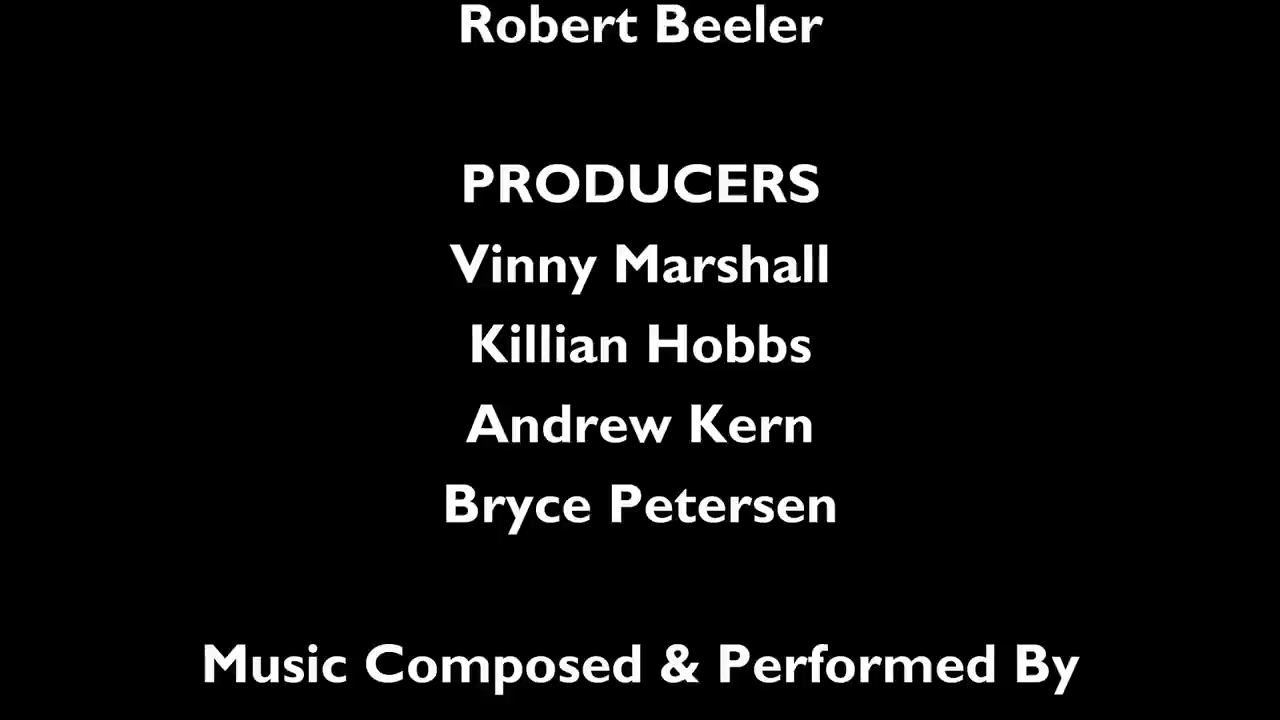 Robert Beeler
PRODUCERS
Vinny Marshall
Killian Hobbs
Andrew Kern
Bryce Petersen
Music Composed & Performed By